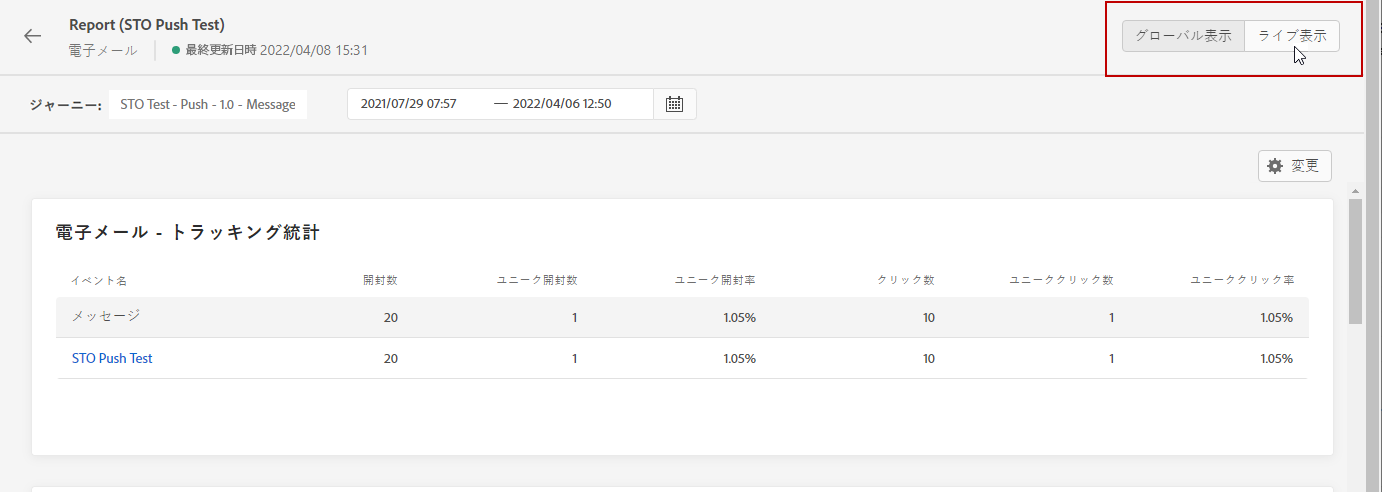 Report (STO Push Test)
電子メール 最終更新日時 2022/04/08 15:31
グローバル表示 ライブ表示
ジャーニー: STO Test - Push - 1.0 - Message 2021/07/29 07:57 — 2022/04/06 12:50
変更
電子メール - トラッキング統計
イベント名 開封数 ユニーク開封数 ユニーク開封率 クリック数 ユニーククリック数 ユニーククリック率
メッセージ 20 1 1.05% 10 1 1.05%
STO Push Test 20 1 1.05% 10 1 1.05%